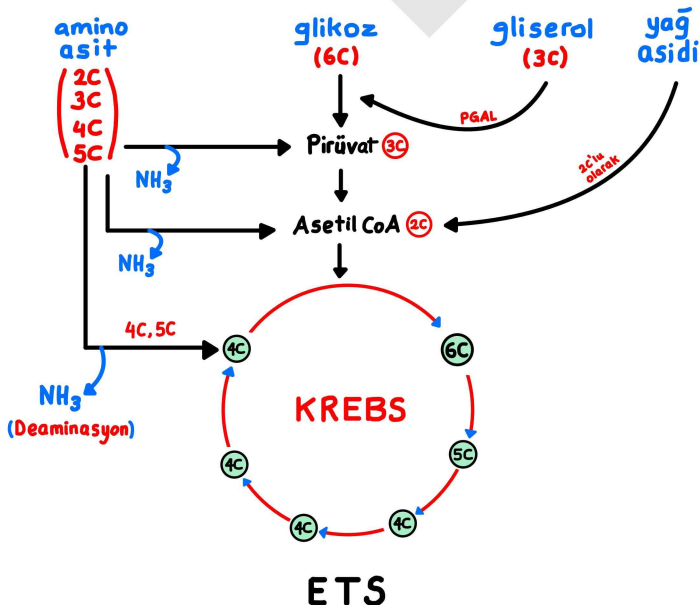 amino
asit
2C
3C
4C
5C
glikoz
(6C)
gliserol
(3C)
yağ
asidi
PGAL
Pirüvat 3C
NH3
2C'lu
olarak
Asetil CoA 2C
NH3
4C, 5C
4C
6C
NH3
(Deaminasyon)
KREBS
5C
4C
4C
4C
ETS